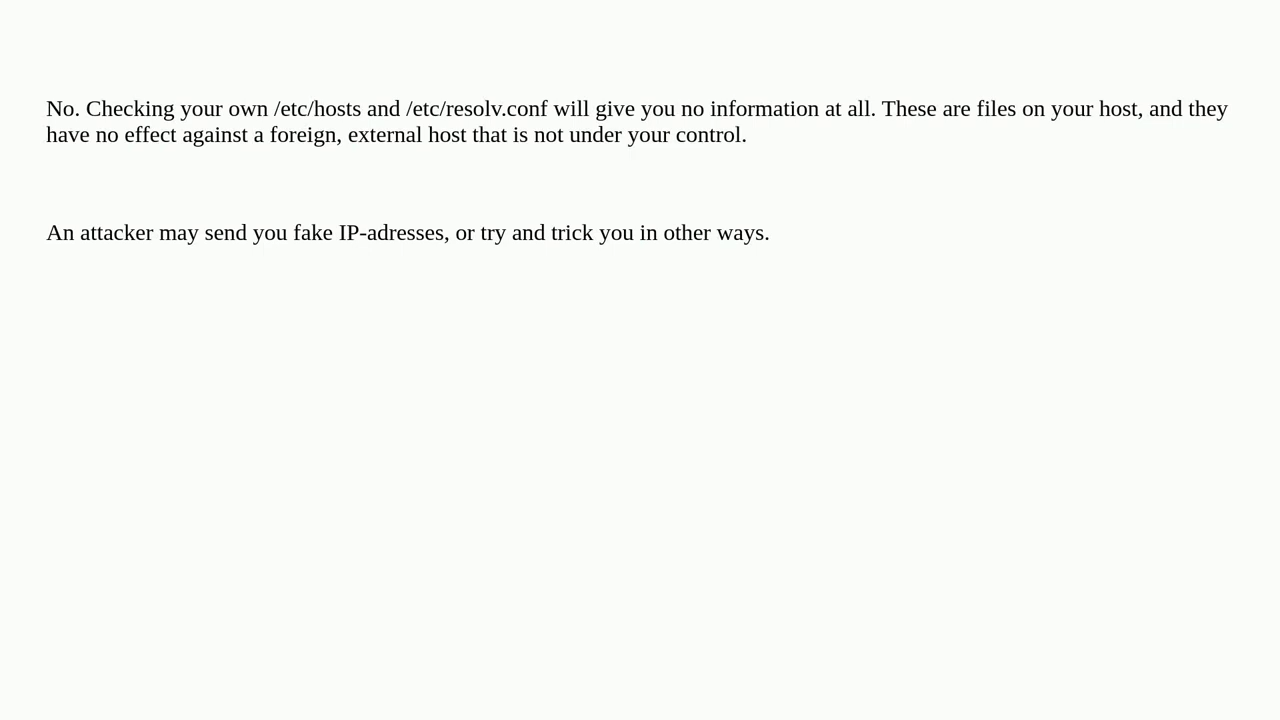 No. Checking your own /etc/hosts and /etc/resolv.conf will give you no information at all. These are files on your host, and they
have no effect against a foreign, external host that is not under your control.
An attacker may send you fake IP-adresses, or try and trick you in other ways.